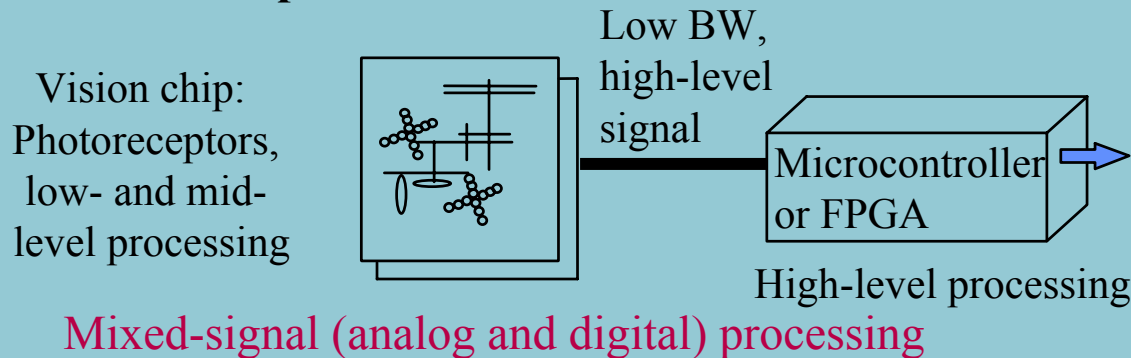 Vision chip:
Photoreceptors,
low- and mid-
level processing
Low BW,
high-level
signal
Microcontroller
or FPGA
High-level processing
Mixed-signal (analog and digital) processing